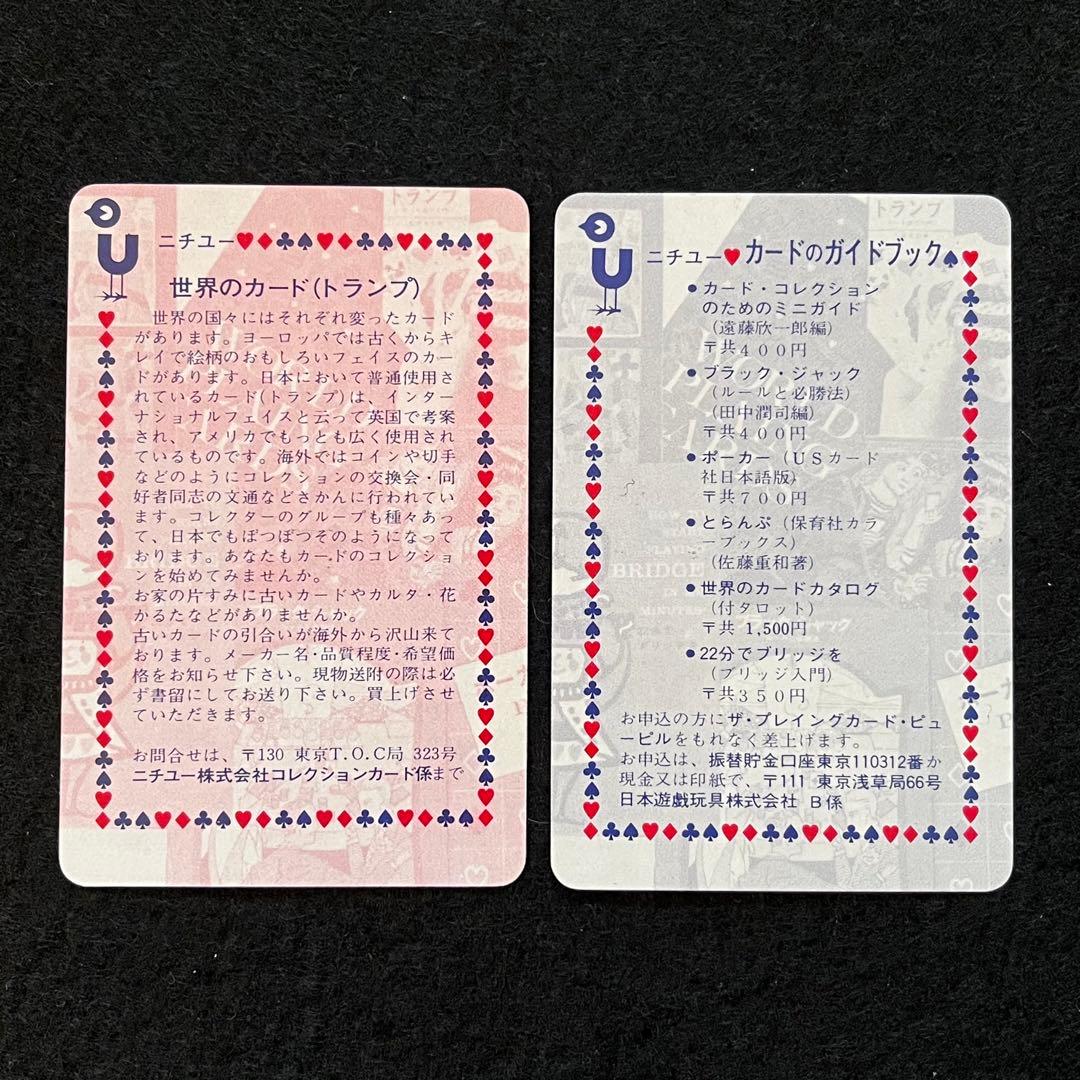 ニチユー
世界のカード(トランプ)
世界の国々にはそれぞれ変ったカード
があります。ヨーロッパでは古くからキ
レイで絵柄のおもしろいフェイスのカー
ドがあります。日本において普通使用さ
れているカード(トランプ)は、インター
ナショナルフェイスと云って英国で考案
され、アメリカでもっとも広く使用され
ているものです。海外ではコインや切手
などのようにコレクションの交換会・同
好者同志の文通などさかんに行われてい
ます。コレクターのグループも種々あっ
て、日本でもぽつぽつそのようになって
おります。あなたもカードのコレクショ
ンを始めてみませんか。
お家の片すみに古いカードやカルタ・花
かるたなどがありませんか。
古いカードの引合いが海外から沢山来て
おります。メーカー名・品質程度・希望価
格をお知らせ下さい。現物送附の際は必
ず書留にしてお送り下さい。買上げさせ
ていただきます。
お問合せは、〒130 東京T.O.C局 323号
ニチユー株式会社コレクションカード係まで
ニチユー♥カードのガイドブック
●カード・コレクション
のためのミニガイド
(遠藤欣一郎編)
〒共400円
●ブラック・ジャック
(ルールと必勝法)
(田中潤司編)
〒共400円
●ポーカー(USカード
社日本語版)
〒共700円
●とらんぷ(保育社カラ
ーブックス)
(佐藤重和著)
●世界のカードカタログ
(付タロット)
〒共 1,500円
●22分でブリッジを
(ブリッジ入門)
〒共350円
お申込の方にザ・プレイングカード・ビュ
ービルをもれなく差上げます。
お申込は、振替貯金口座東京110312番か
現金又は印紙で、〒111 東京浅草局66号
日本遊戯玩具株式会社 B係
トランプ
BRIDGE
MINUTES